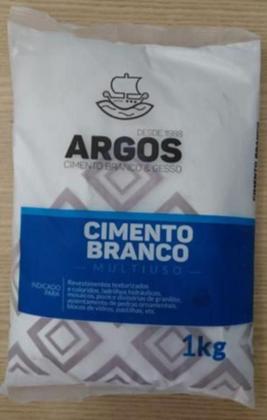 DESDE 1988
ARGOS
CIMENTO BRANCO & GESSO
CIMENTO
BRANCO
MULTIUSO
INDICADO
PARA
Revestimentos texturizados
e coloridos, ladrilhos hidráulicos,
mosaicos, pisos e divisórias de granilite,
assentamento de pedras ornamentais,
blocos de vidros, pastilhas, etc.
1kg